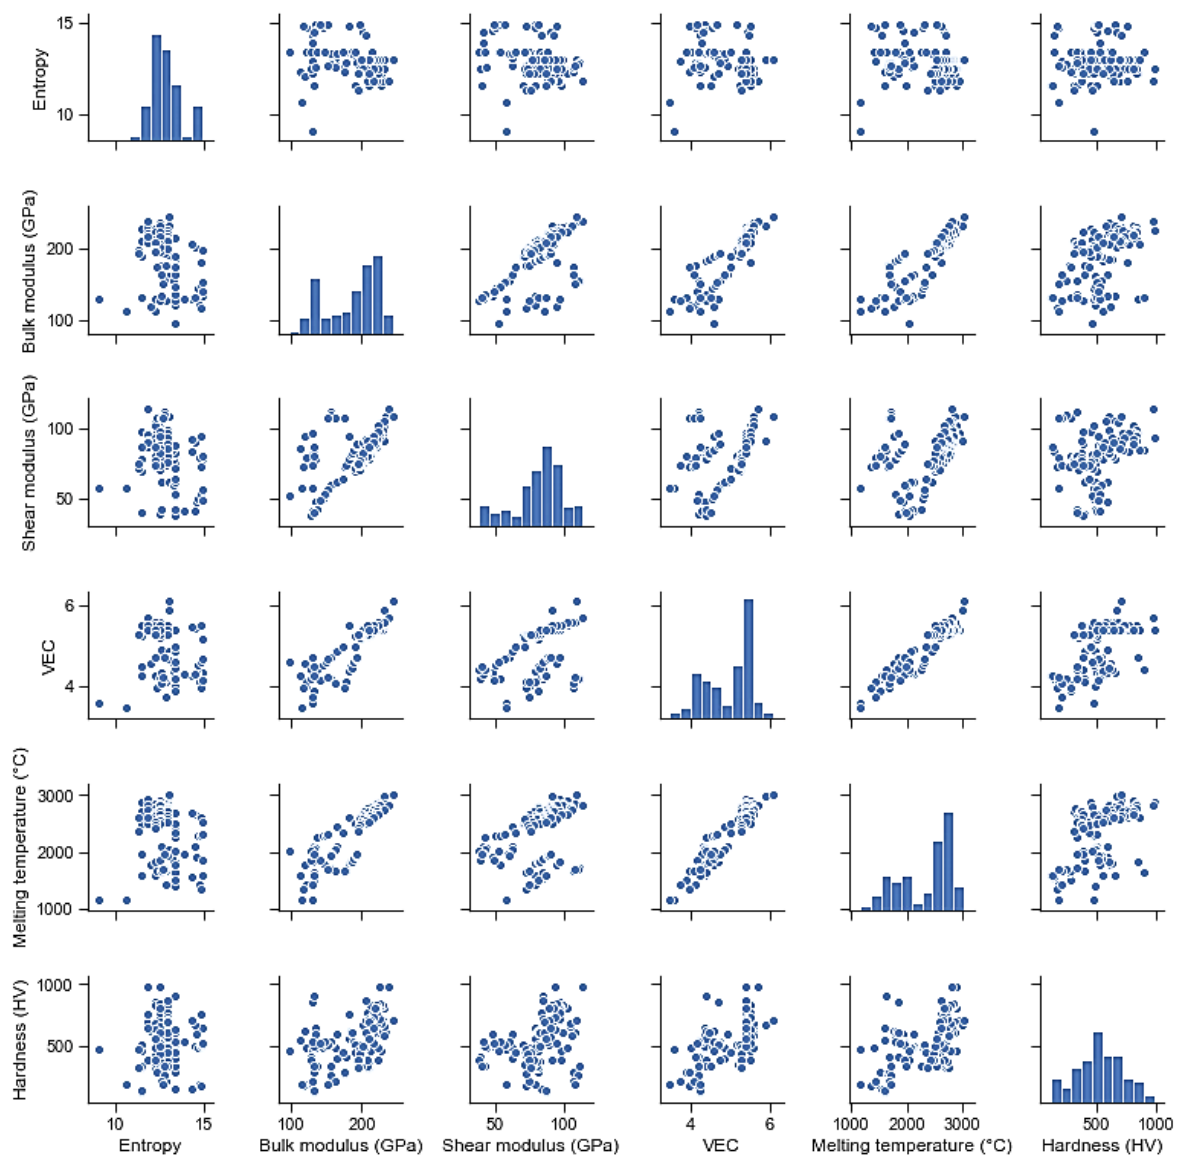 15
10
Entropy
200
100
Bulk modulus (GPa)
100
50
Shear modulus (GPa)
6
4
VEC
3000
2000
1000
Melting temperature (°C)
1000
500
Hardness (HV)
10 15 100 200 50 100 4 6 1000 2000 3000 500 1000
Entropy Bulk modulus (GPa) Shear modulus (GPa) VEC Melting temperature (°C) Hardness (HV)